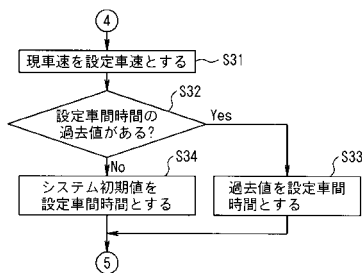 ④
現車速を設定車速とする
S31
設定車間時間の
過去値がある?
S32
Yes
No
S34
システム初期値を
設定車間時間とする
S33
過去値を設定車間
時間とする
⑤